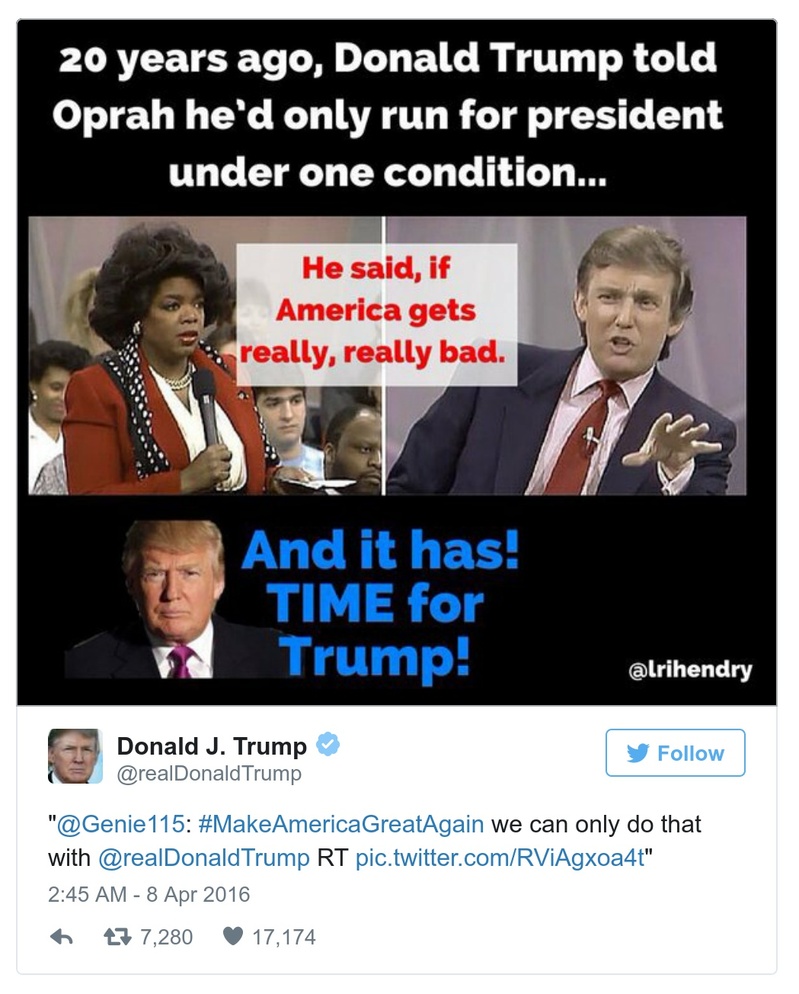 20 years ago, Donald Trump told
Oprah he'd only run for president
under one condition...
He said, if
America gets
really, really bad.
And it has!
TIME for
Trump!
@lrihendry
Donald J. Trump
@realDonaldTrump
Follow
"@Genie115: #MakeAmericaGreatAgain we can only do that
with @realDonaldTrump RT pic.twitter.com/RViAgxoa4t"
2:45 AM - 8 Apr 2016
7,280 17,174